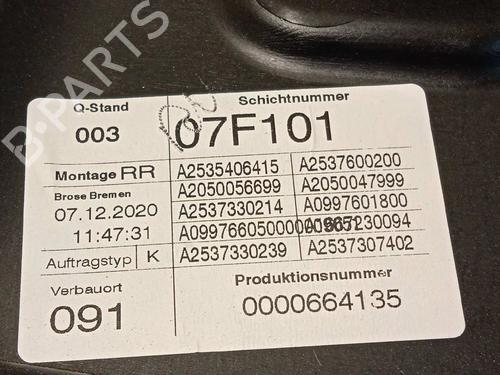 B-PARTS
Q-Stand
003
Schichtnummer
07F101
Montage RR
Brose Bremen
07.12.2020
11:47:31
Auftragstyp K
A2535406415 A2537600200
A2050056699 A2050047999
A2537330214 A0997601800
A2537330239 A2537307402
Verbauort
091
Produktionsnummer
0000664135